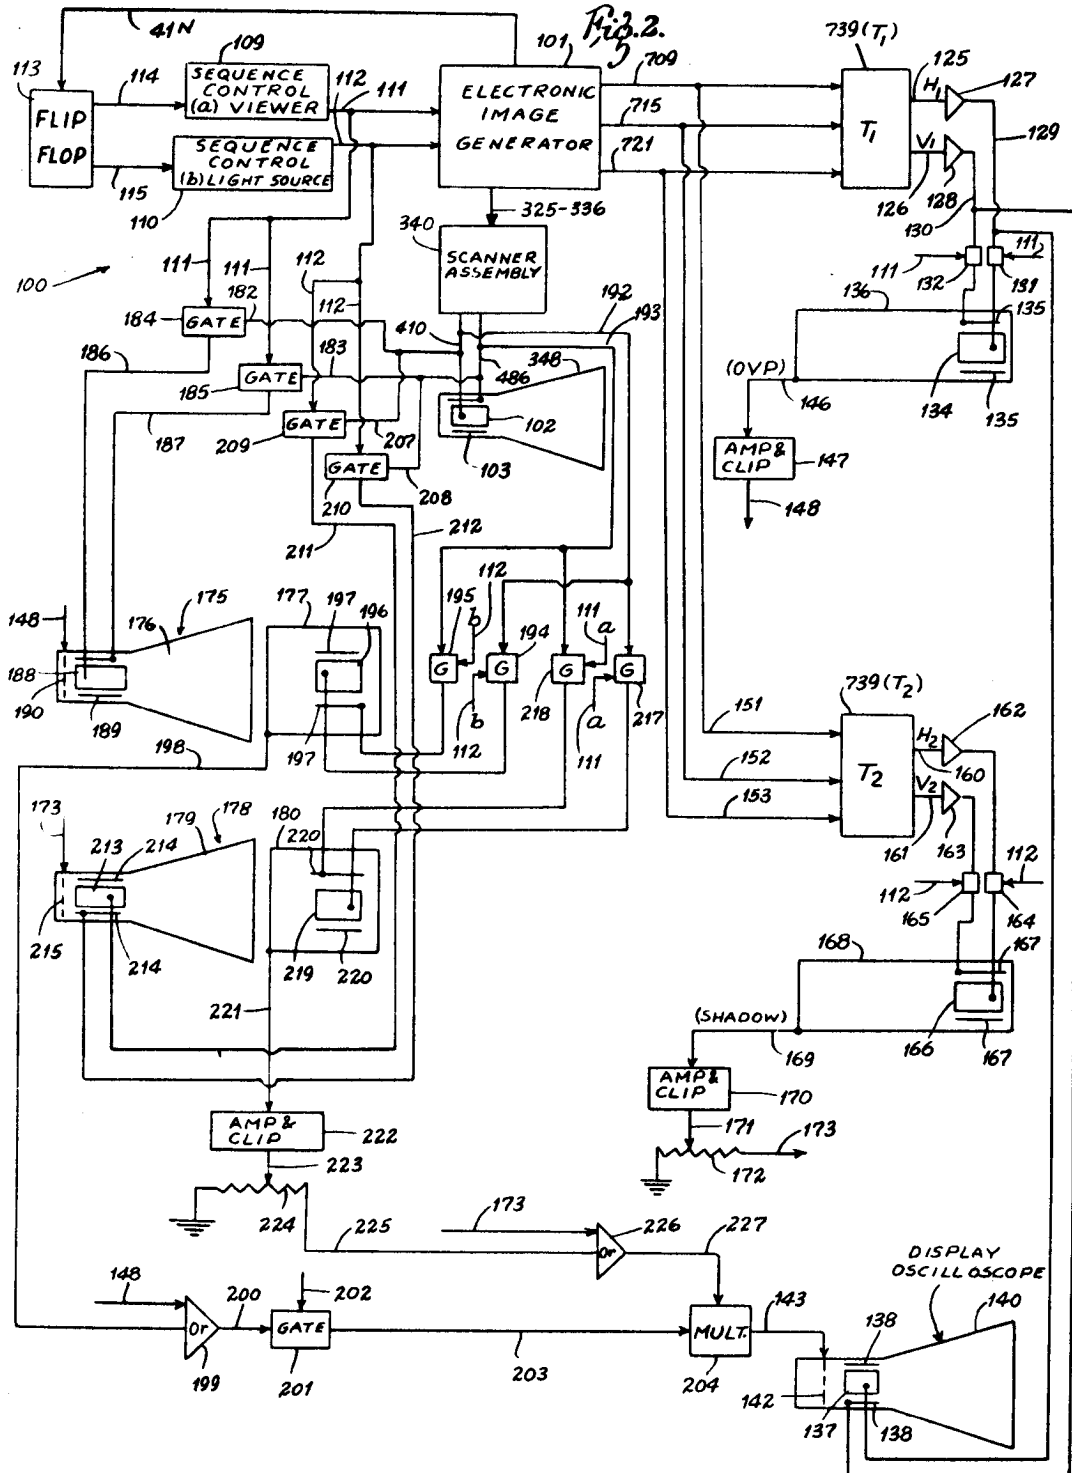 Fig. 2.
5
41N
109
113
114
SEQUENCE
CONTROL
(a) VIEWER
112
111
FLIP
FLOP
SEQUENCE
CONTROL
(b) LIGHT SOURCE
115
110
101
709
ELECTRONIC
IMAGE
GENERATOR
715
721
739 (T1)
125
127
H1
T1
129
V1
126
128
130
325-336
340
SCANNER
ASSEMBLY
100
111
111
112
112
182
184
GATE
186
183
185
GATE
187
209
GATE
207
GATE
208
210
211
212
410
192
193
486
348
102
103
111
111
132
131
136
135
(OVP)
146
134
135
AMP &
CLIP
147
148
148
175
176
177
197
196
188
190
189
197
198
195
b
112
194
111
a
G
G
G
G
b
112
218
a
111
217
151
152
153
739 (T2)
162
H2
160
T2
V2
161
163
112
112
165
164
173
179
178
213
214
215
214
180
220
219
220
221
168
167
(SHADOW)
169
166
167
AMP &
CLIP
170
171
173
172
AMP &
CLIP
222
223
224
225
173
226
Or
227
148
Or
199
200
202
GATE
201
203
MULT.
204
143
DISPLAY
OSCILLOSCOPE
140
138
142
137
138